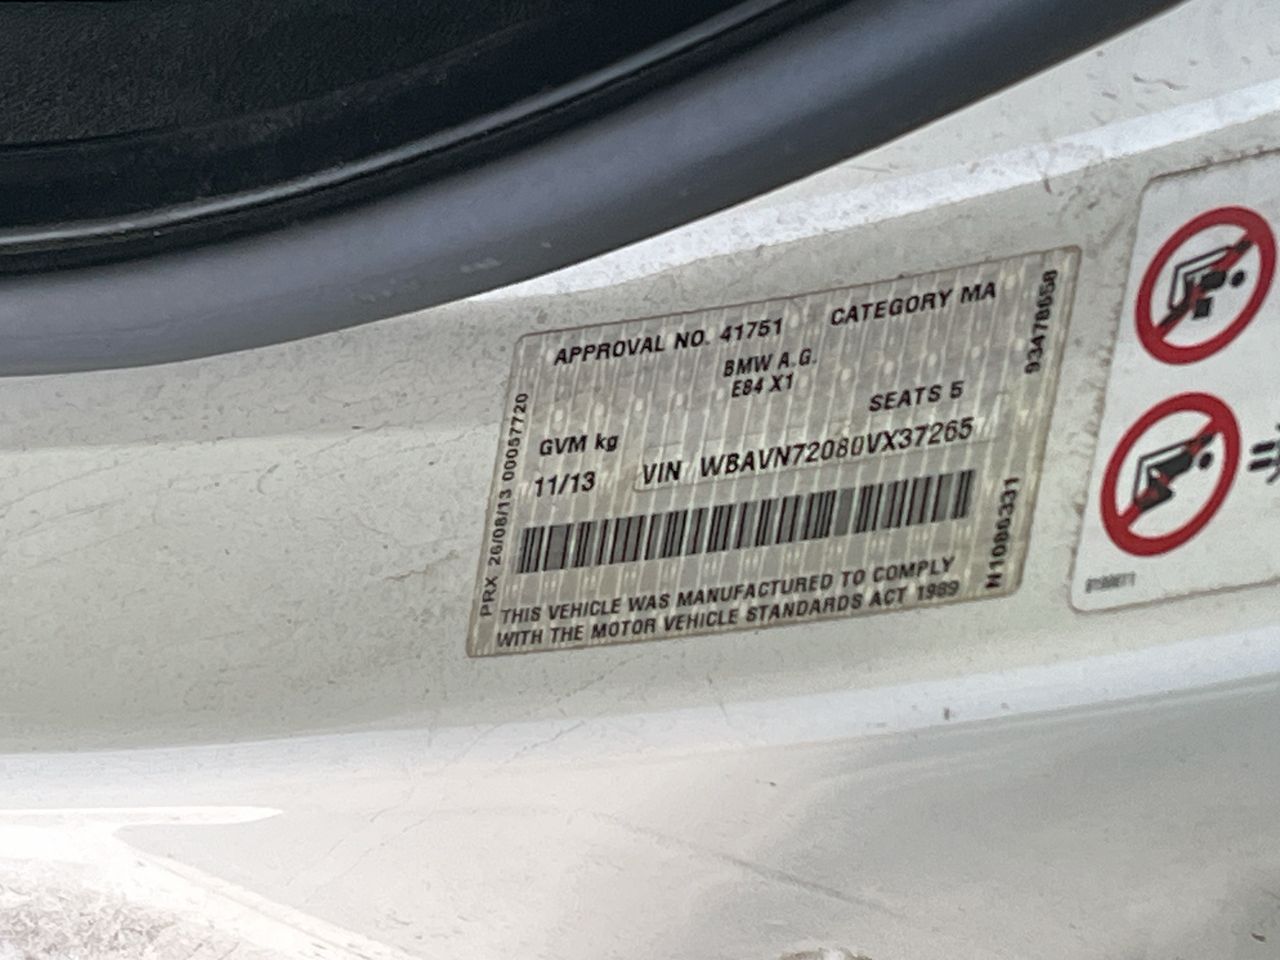 APPROVAL NO. 41751 CATEGORY MA
BMW A.G.
E84 X1
SEATS 5
GVM kg
11/13 VIN WBAVN72080VX37265
THIS VEHICLE WAS MANUFACTURED TO COMPLY
WITH THE MOTOR VEHICLE STANDARDS ACT 1989
PRX 26/08/13 00057720
93478658
N1086331